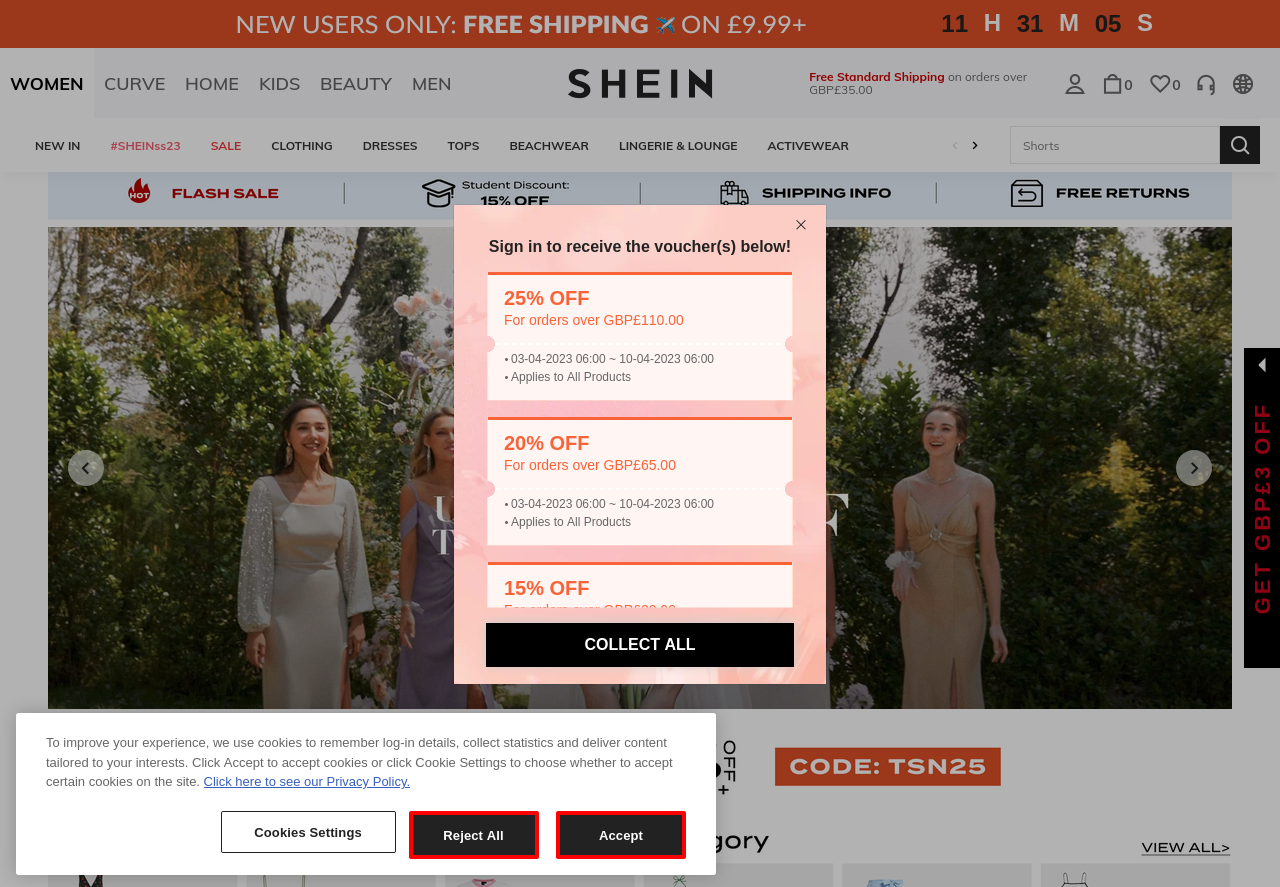 NEW USERS ONLY: FREE SHIPPING ON £9.99+
11 H 31 M 05 S
WOMEN CURVE HOME KIDS BEAUTY MEN
SHEIN
Free Standard Shipping on orders over
GBP£35.00
0 0
NEW IN #SHEINss23 SALE CLOTHING DRESSES TOPS BEACHWEAR LINGERIE & LOUNGE ACTIVEWEAR
Shorts
HOT FLASH SALE
Student Discount:
15% OFF
SHIPPING INFO
FREE RETURNS
Sign in to receive the voucher(s) below!
25% OFF
For orders over GBP£110.00
• 03-04-2023 06:00 ~ 10-04-2023 06:00
• Applies to All Products
20% OFF
For orders over GBP£65.00
• 03-04-2023 06:00 ~ 10-04-2023 06:00
• Applies to All Products
15% OFF
COLLECT ALL
GET GBP£3 OFF
OFF+
CODE: TSN25
VIEW ALL>
To improve your experience, we use cookies to remember log-in details, collect statistics and deliver content
tailored to your interests. Click Accept to accept cookies or click Cookie Settings to choose whether to accept
certain cookies on the site. Click here to see our Privacy Policy.
Cookies Settings
Reject All
Accept